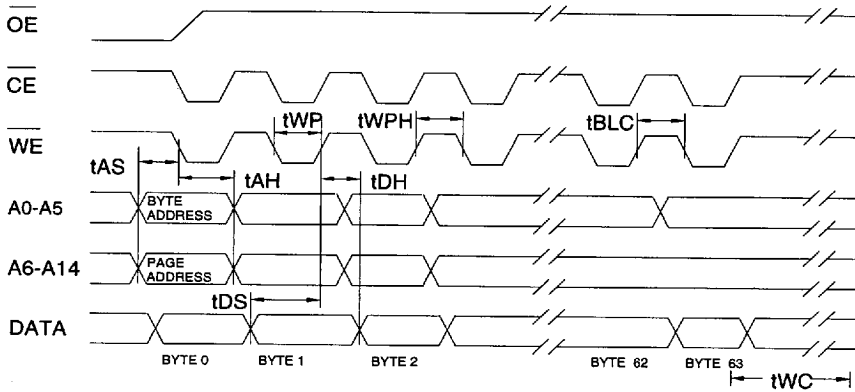 OE
CE
tWP tWPH tBLC
WE
tAS
tAH tDH
A0-A5 BYTE ADDRESS
A6-A14 PAGE ADDRESS
tDS
DATA
BYTE 0 BYTE 1 BYTE 2 BYTE 62 BYTE 63
tWC